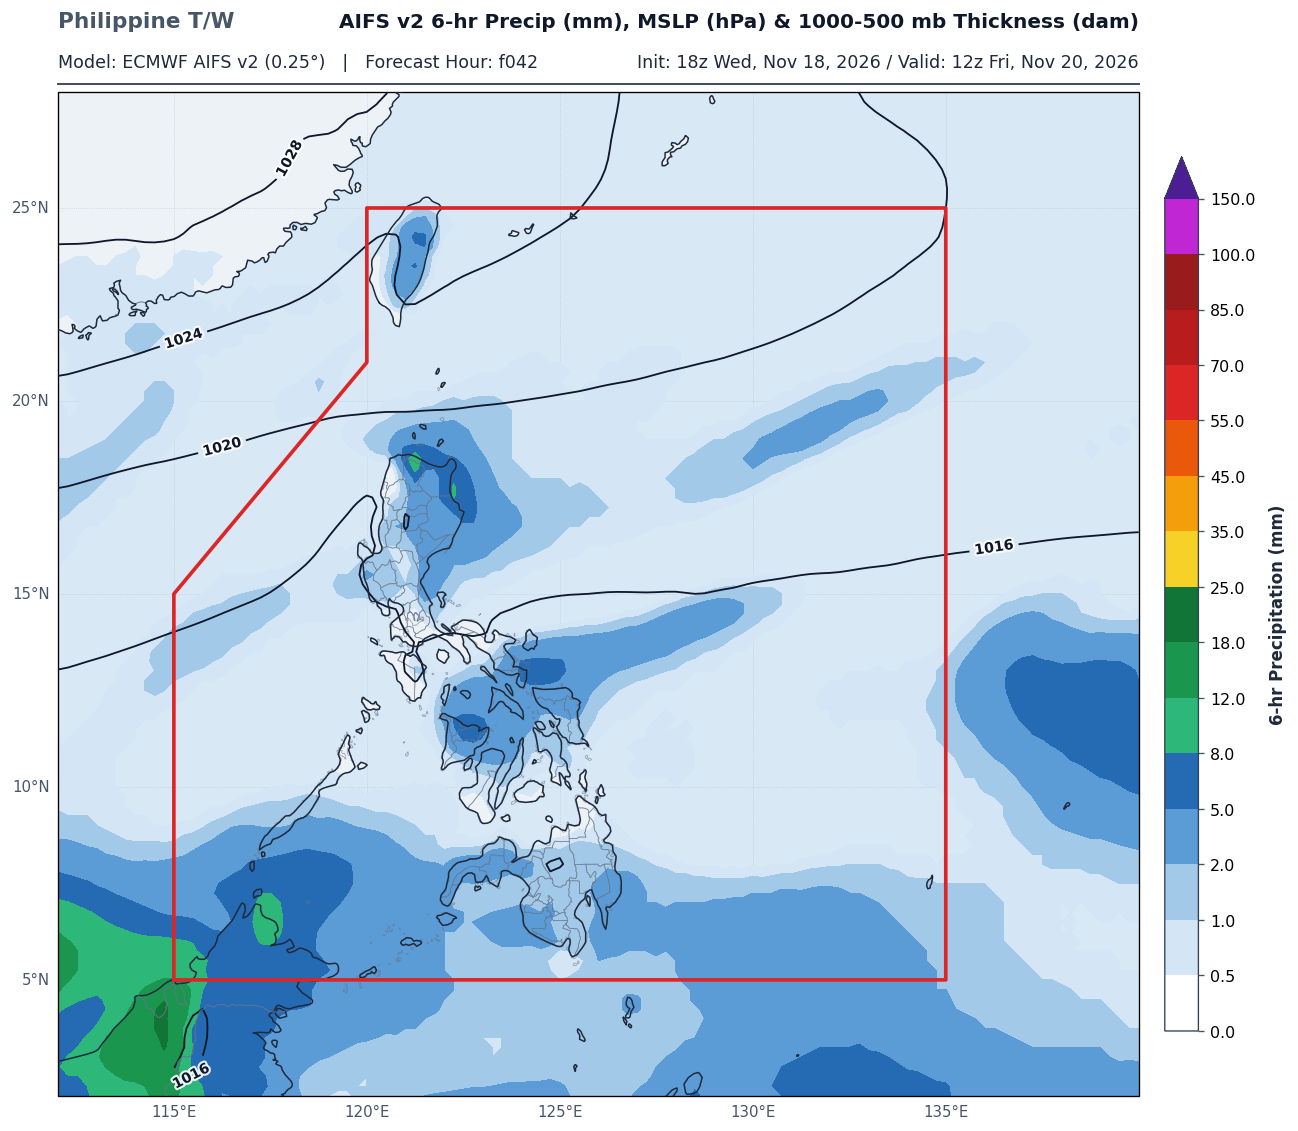 Philippine T/W
AIFS v2 6-hr Precip (mm), MSLP (hPa) & 1000-500 mb Thickness (dam)
Model: ECMWF AIFS v2 (0.25°) | Forecast Hour: f042
Init: 18z Wed, Nov 18, 2026 / Valid: 12z Fri, Nov 20, 2026
1028
1024
1020
1016
1016
25°N
20°N
15°N
10°N
5°N
115°E
120°E
125°E
130°E
135°E
150.0
100.0
85.0
70.0
55.0
45.0
35.0
25.0
18.0
12.0
8.0
5.0
2.0
1.0
0.5
0.0
6-hr Precipitation (mm)